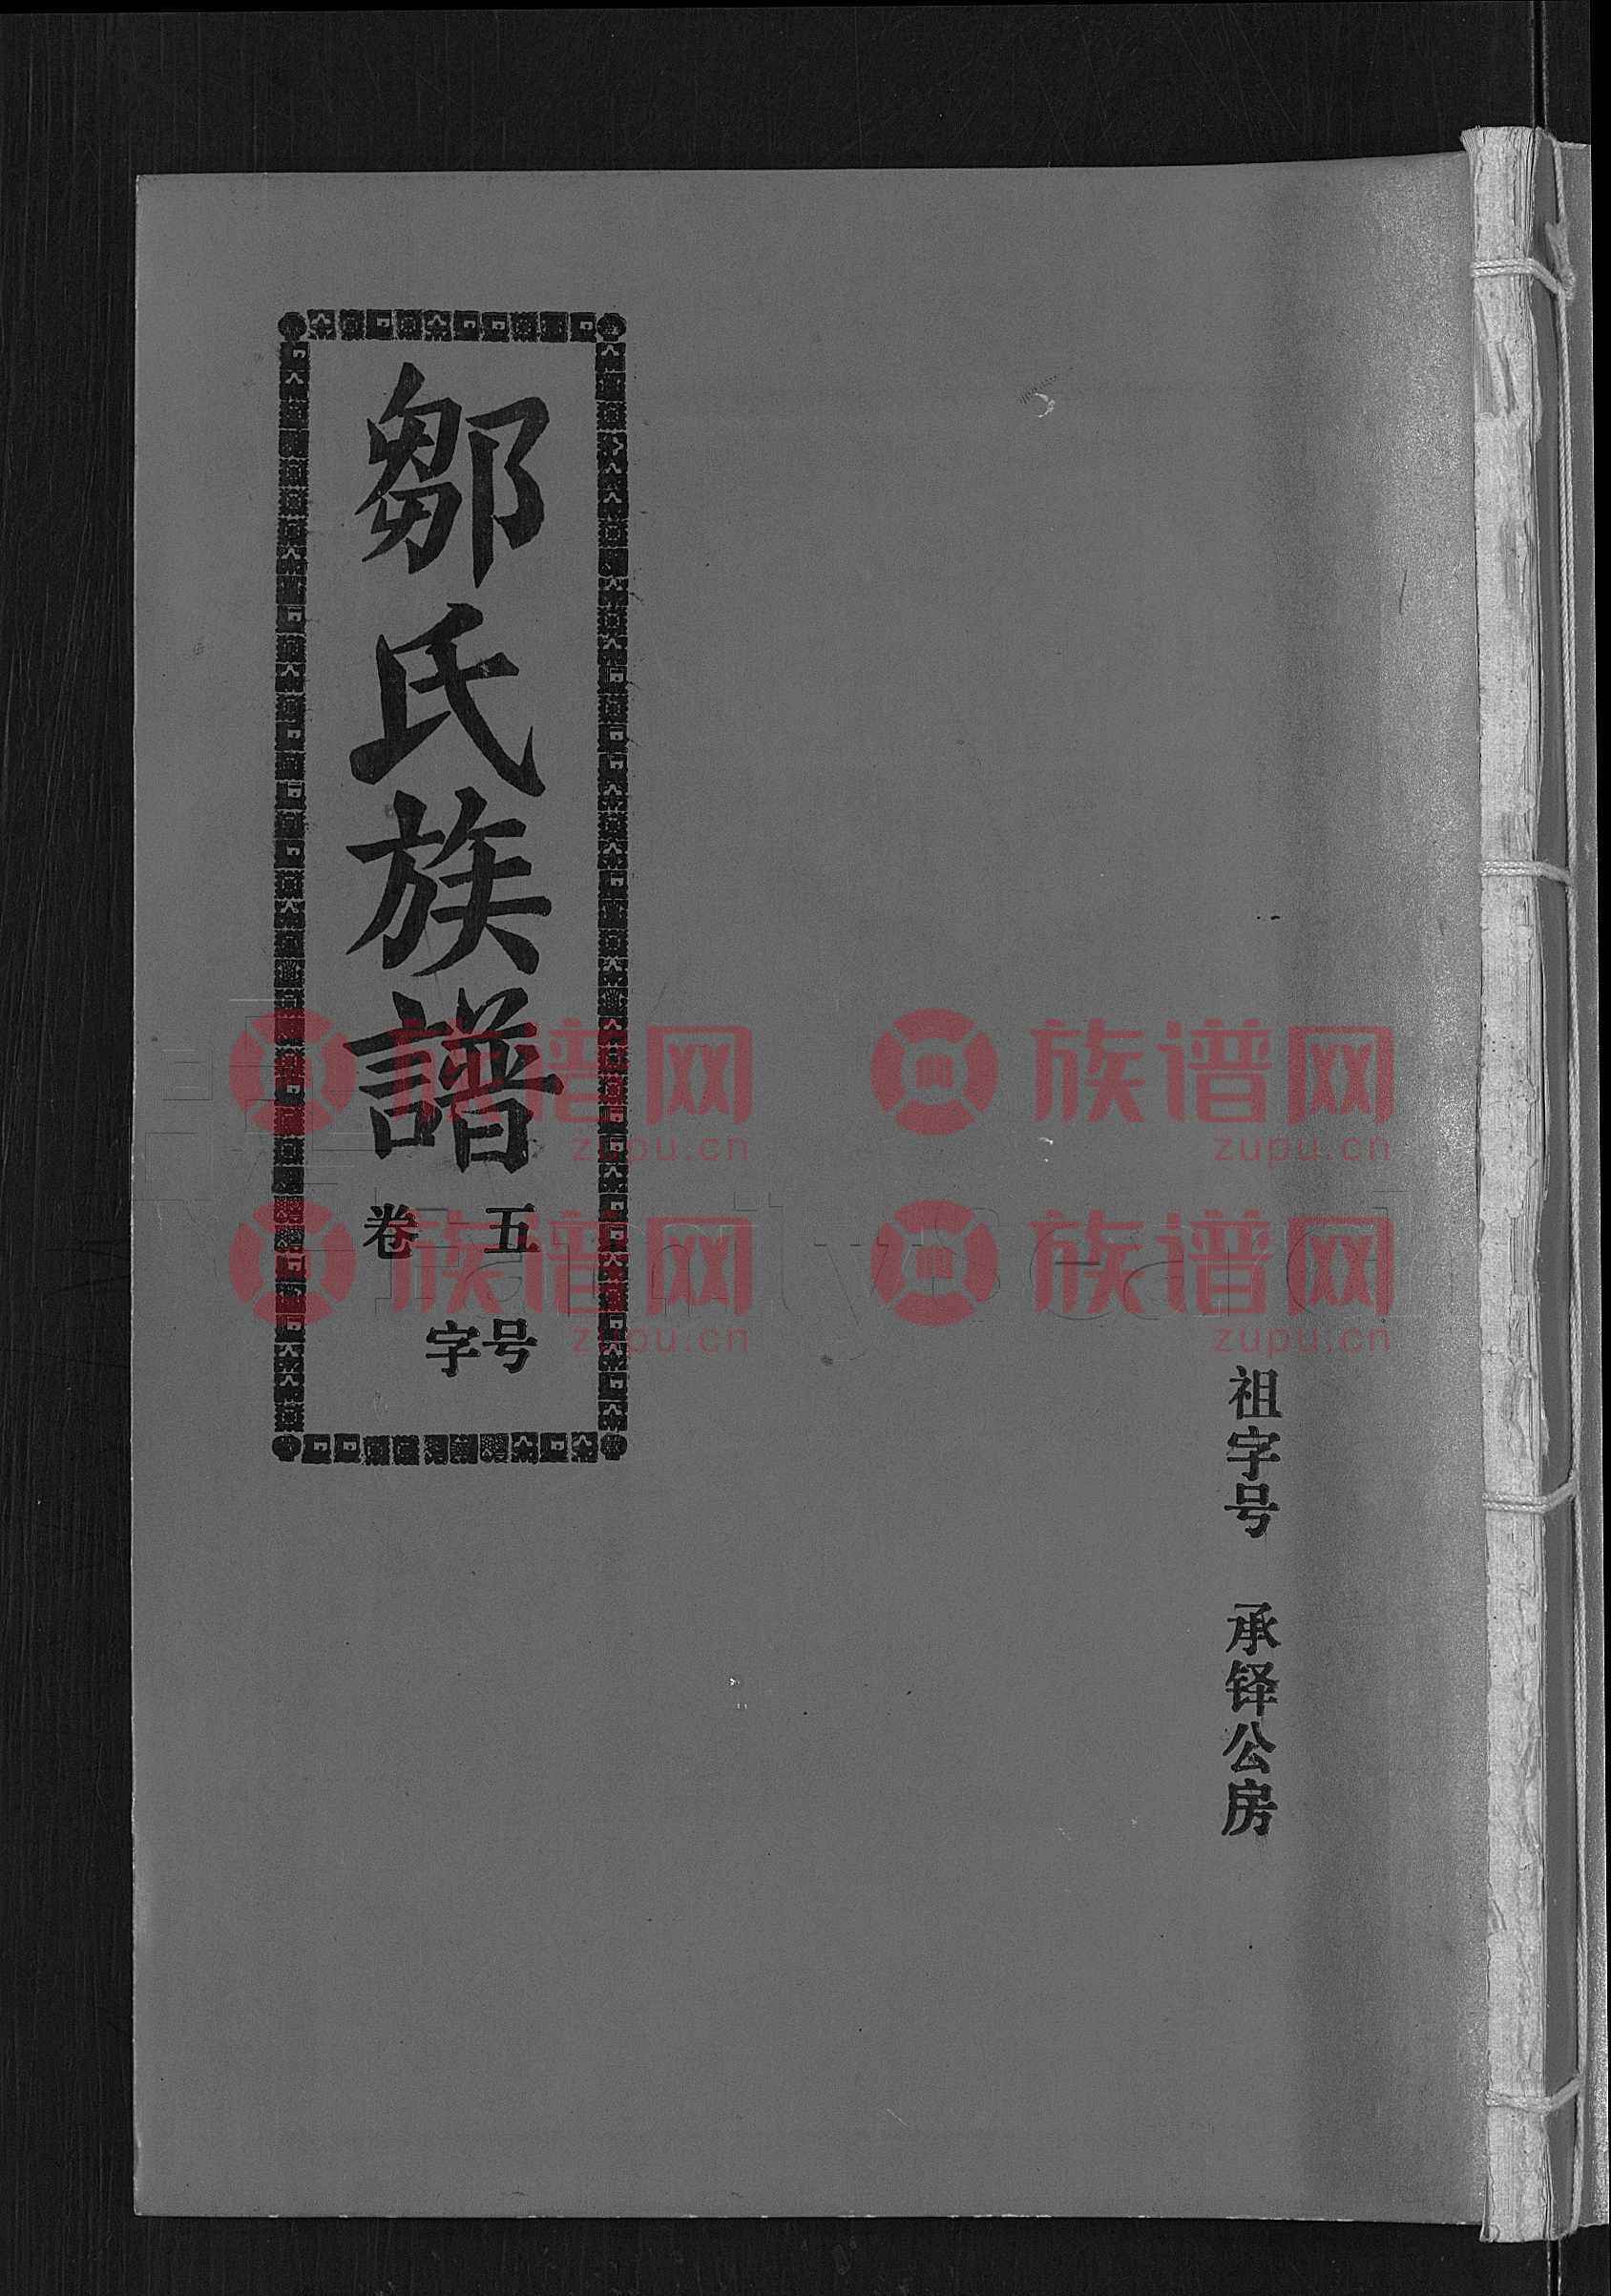 祖字号 承铎公房
鄒氏族譜
卷五
字号
族谱网
zupu.cn
族谱网
zupu.cn
族谱网
zupu.cn
族谱网
zupu.cn
FamilySearch